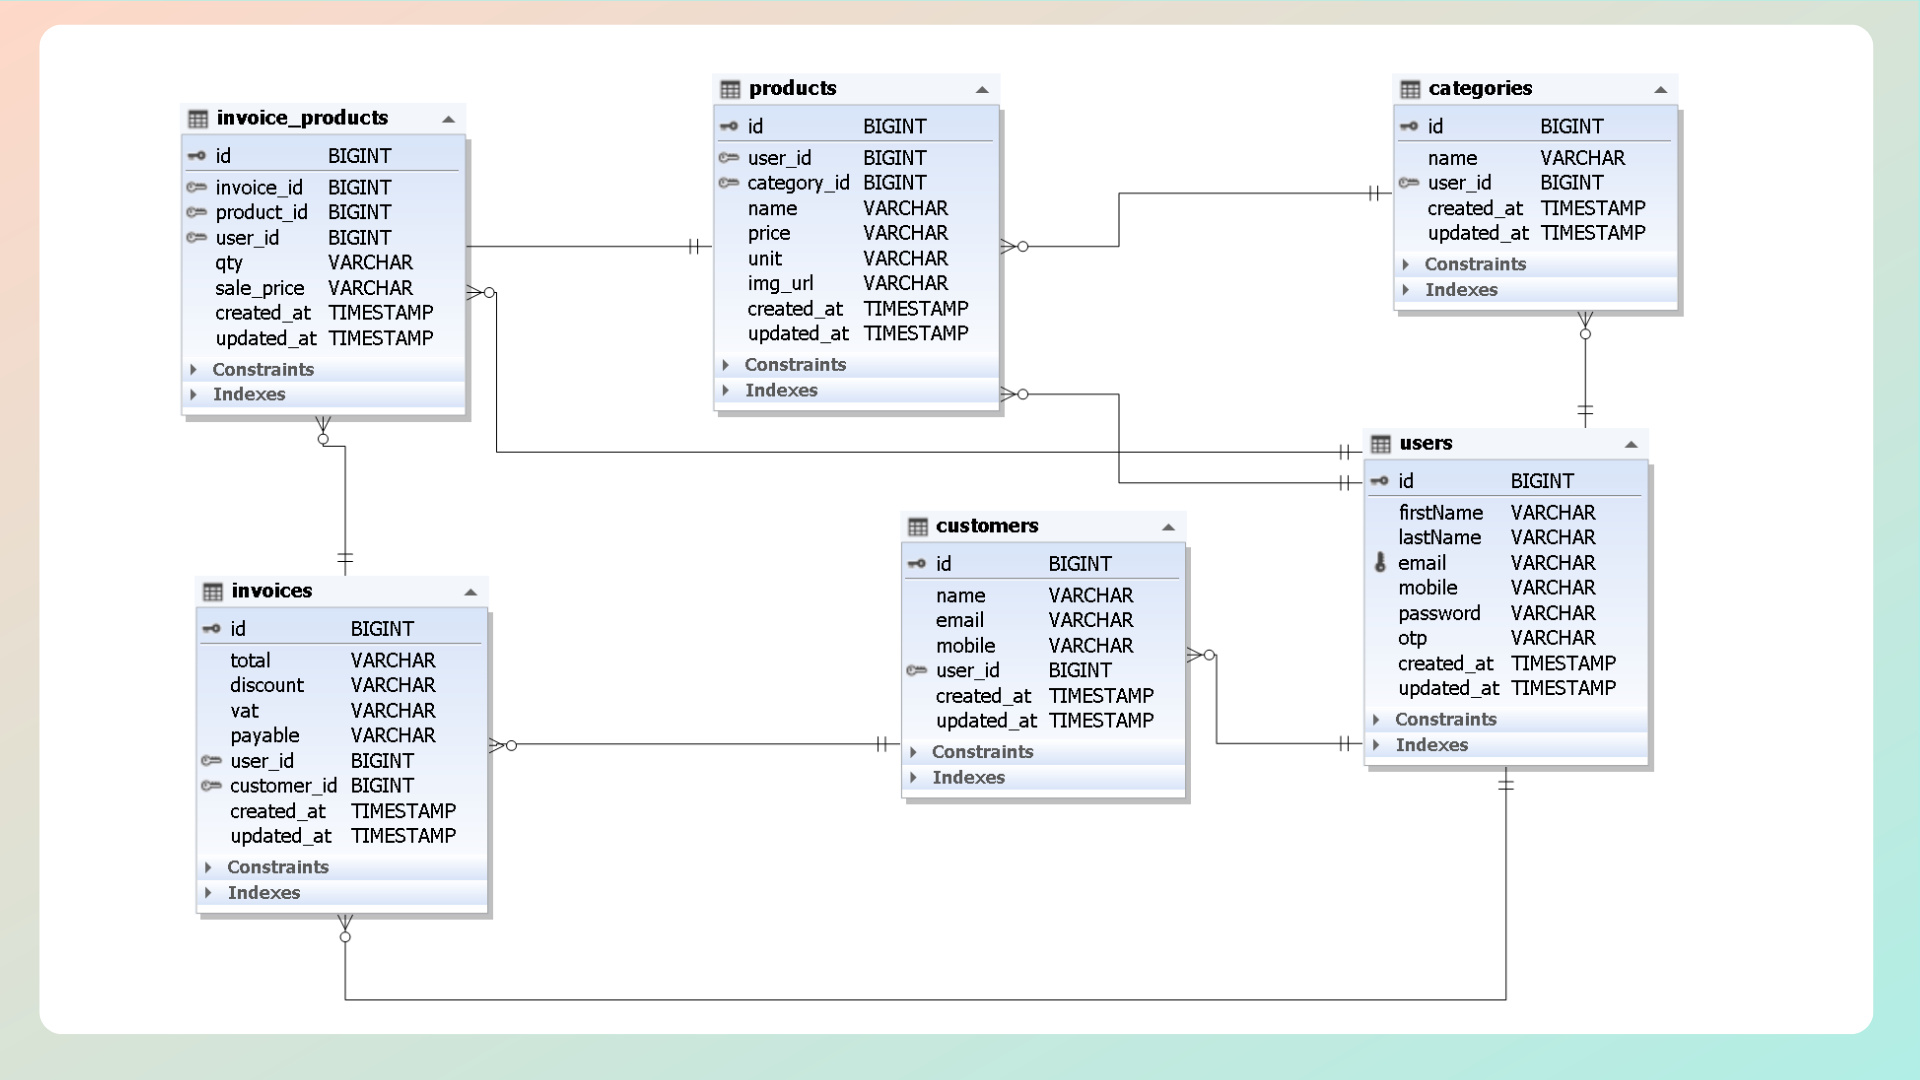 invoice_products
id BIGINT
invoice_id BIGINT
product_id BIGINT
user_id BIGINT
qty VARCHAR
sale_price VARCHAR
created_at TIMESTAMP
updated_at TIMESTAMP
Constraints
Indexes
products
id BIGINT
user_id BIGINT
category_id BIGINT
name VARCHAR
price VARCHAR
unit VARCHAR
img_url VARCHAR
created_at TIMESTAMP
updated_at TIMESTAMP
Constraints
Indexes
categories
id BIGINT
name VARCHAR
user_id BIGINT
created_at TIMESTAMP
updated_at TIMESTAMP
Constraints
Indexes
users
id BIGINT
firstName VARCHAR
lastName VARCHAR
email VARCHAR
mobile VARCHAR
password VARCHAR
otp VARCHAR
created_at TIMESTAMP
updated_at TIMESTAMP
Constraints
Indexes
customers
id BIGINT
name VARCHAR
email VARCHAR
mobile VARCHAR
user_id BIGINT
created_at TIMESTAMP
updated_at TIMESTAMP
Constraints
Indexes
invoices
id BIGINT
total VARCHAR
discount VARCHAR
vat VARCHAR
payable VARCHAR
user_id BIGINT
customer_id BIGINT
created_at TIMESTAMP
updated_at TIMESTAMP
Constraints
Indexes